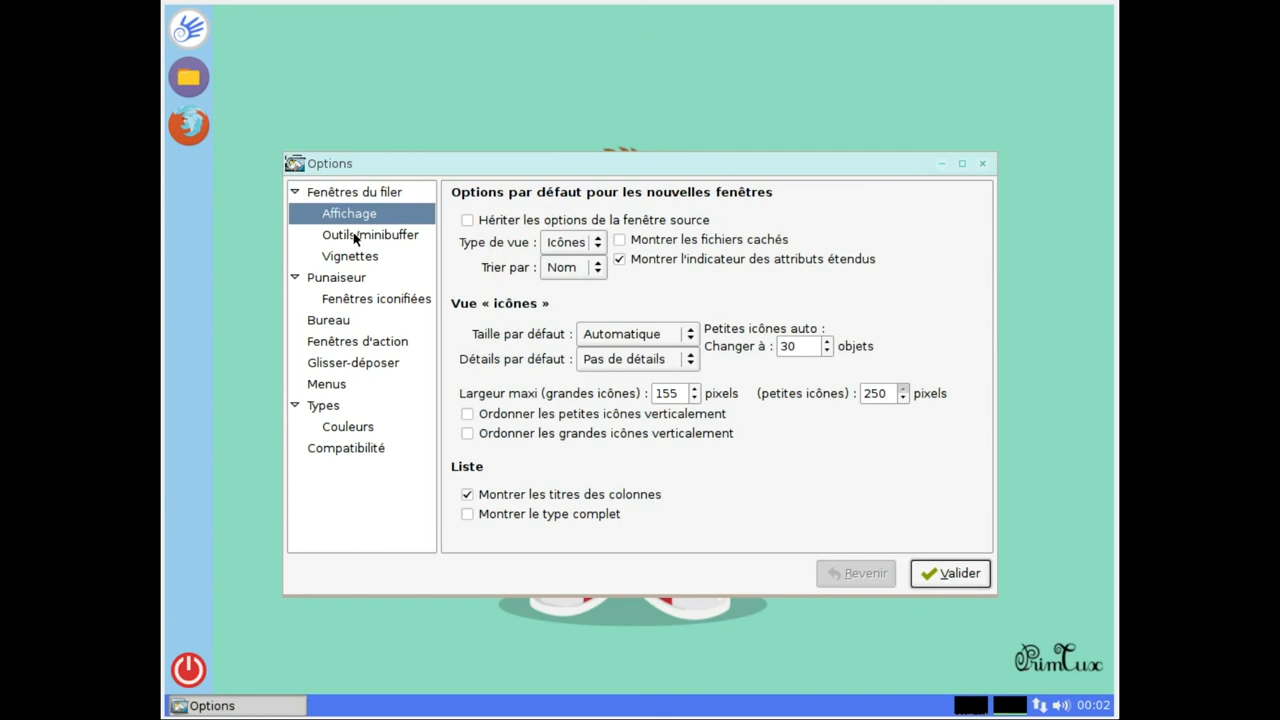 Options
Fenêtres du filer
Affichage
Outils/minibuffer
Vignettes
Punaiseur
Fenêtres iconifiées
Bureau
Fenêtres d'action
Glisser-déposer
Menus
Types
Couleurs
Compatibilité
Options par défaut pour les nouvelles fenêtres
Hériter les options de la fenêtre source
Type de vue : Icônes Montrer les fichiers cachés
Trier par : Nom Montrer l'indicateur des attributs étendus
Vue « icônes »
Taille par défaut : Automatique Petites icônes auto :
Changer à : 30 objets
Détails par défaut : Pas de détails
Largeur maxi (grandes icônes) : 155 pixels (petites icônes) : 250 pixels
Ordonner les petites icônes verticalement
Ordonner les grandes icônes verticalement
Liste
Montrer les titres des colonnes
Montrer le type complet
Revenir Valider
PrimTux
Options 00:02